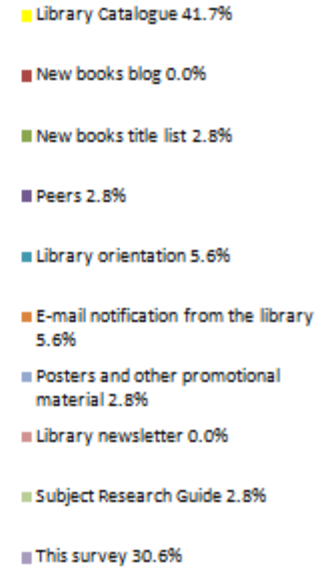 Library Catalogue 41.7%
New books blog 0.0%
New books title list 2.8%
Peers 2.8%
Library orientation 5.6%
E-mail notification from the library
5.6%
Posters and other promotional
material 2.8%
Library newsletter 0.0%
Subject Research Guide 2.8%
This survey 30.6%